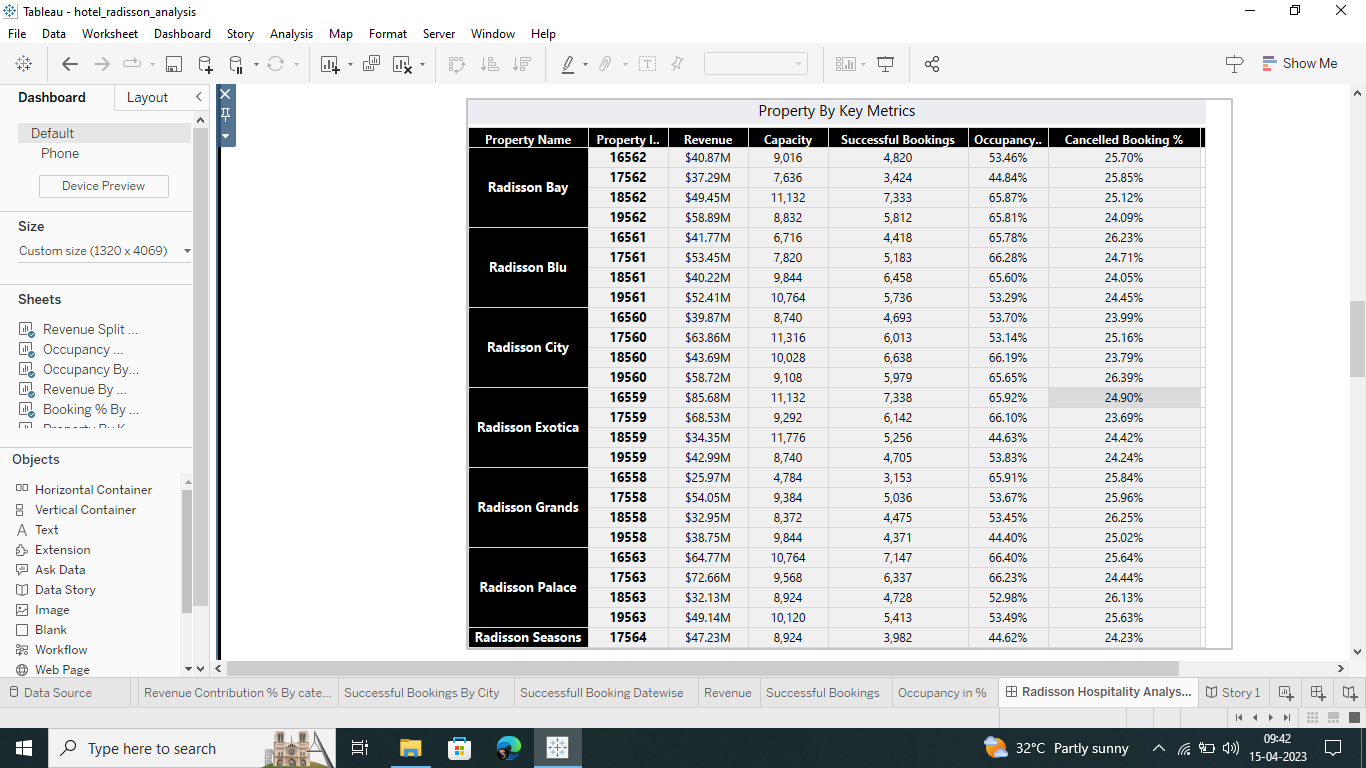 Tableau - hotel_radisson_analysis
File Data Worksheet Dashboard Story Analysis Map Format Server Window Help
Show Me
Dashboard Layout
Default
Phone
Device Preview
Size
Custom size (1320 x 4069)
Sheets
Revenue Split ...
Occupancy ...
Occupancy By...
Revenue By ...
Booking % By ...
Objects
Horizontal Container
Vertical Container
Text
Extension
Ask Data
Data Story
Image
Blank
Workflow
Web Page
Property By Key Metrics
Property Name Property I.. Revenue Capacity Successful Bookings Occupancy.. Cancelled Booking %
Radisson Bay
16562 $40.87M 9,016 4,820 53.46% 25.70%
17562 $37.29M 7,636 3,424 44.84% 25.85%
18562 $49.45M 11,132 7,333 65.87% 25.12%
19562 $58.89M 8,832 5,812 65.81% 24.09%
Radisson Blu
16561 $41.77M 6,716 4,418 65.78% 26.23%
17561 $53.45M 7,820 5,183 66.28% 24.71%
18561 $40.22M 9,844 6,458 65.60% 24.05%
19561 $52.41M 10,764 5,736 53.29% 24.45%
Radisson City
16560 $39.87M 8,740 4,693 53.70% 23.99%
17560 $63.86M 11,316 6,013 53.14% 25.16%
18560 $43.69M 10,028 6,638 66.19% 23.79%
19560 $58.72M 9,108 5,979 65.65% 26.39%
Radisson Exotica
16559 $85.68M 11,132 7,338 65.92% 24.90%
17559 $68.53M 9,292 6,142 66.10% 23.69%
18559 $34.35M 11,776 5,256 44.63% 24.42%
19559 $42.99M 8,740 4,705 53.83% 24.24%
Radisson Grands
16558 $25.97M 4,784 3,153 65.91% 25.84%
17558 $54.05M 9,384 5,036 53.67% 25.96%
18558 $32.95M 8,372 4,475 53.45% 26.25%
19558 $38.75M 9,844 4,371 44.40% 25.02%
Radisson Palace
16563 $64.77M 10,764 7,147 66.40% 25.64%
17563 $72.66M 9,568 6,337 66.23% 24.44%
18563 $32.13M 8,924 4,728 52.98% 26.13%
19563 $49.14M 10,120 5,413 53.49% 25.63%
Radisson Seasons 17564 $47.23M 8,924 3,982 44.62% 24.23%
Data Source Revenue Contribution % By cate... Successful Bookings By City Successfull Booking Datewise Revenue Successful Bookings Occupancy in % Radisson Hospitality Analys... Story 1
Type here to search
32°C Partly sunny
09:42
15-04-2023